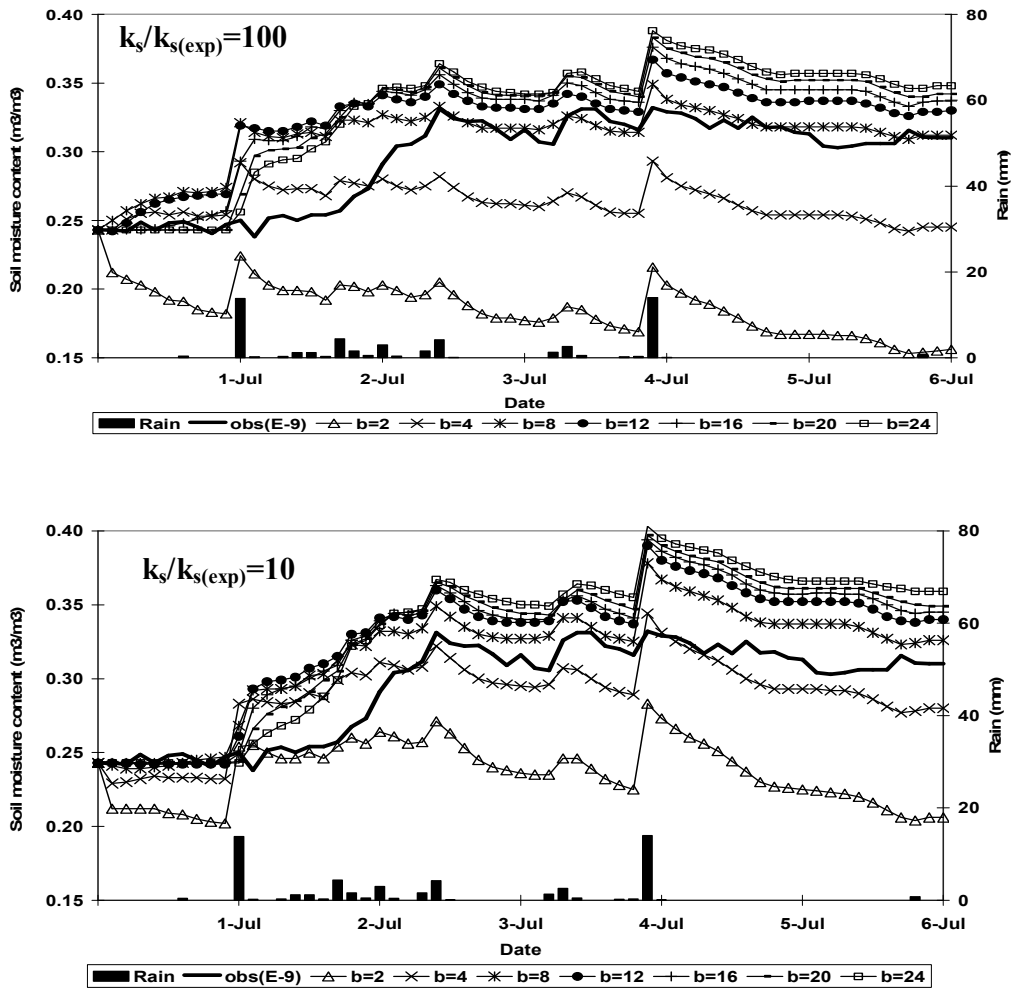 k_s/k_s(exp)=100
Soil moisture content (m3/m3)
0.40
0.35
0.30
0.25
0.20
0.15
80
60
40
20
0
Rain (mm)
1-Jul 2-Jul 3-Jul 4-Jul 5-Jul 6-Jul
Date
Rain obs(E-9) b=2 b=4 b=8 b=12 b=16 b=20 b=24
k_s/k_s(exp)=10
Soil moisture content (m3/m3)
0.40
0.35
0.30
0.25
0.20
0.15
80
60
40
20
0
Rain (mm)
1-Jul 2-Jul 3-Jul 4-Jul 5-Jul 6-Jul
Date
Rain obs(E-9) b=2 b=4 b=8 b=12 b=16 b=20 b=24